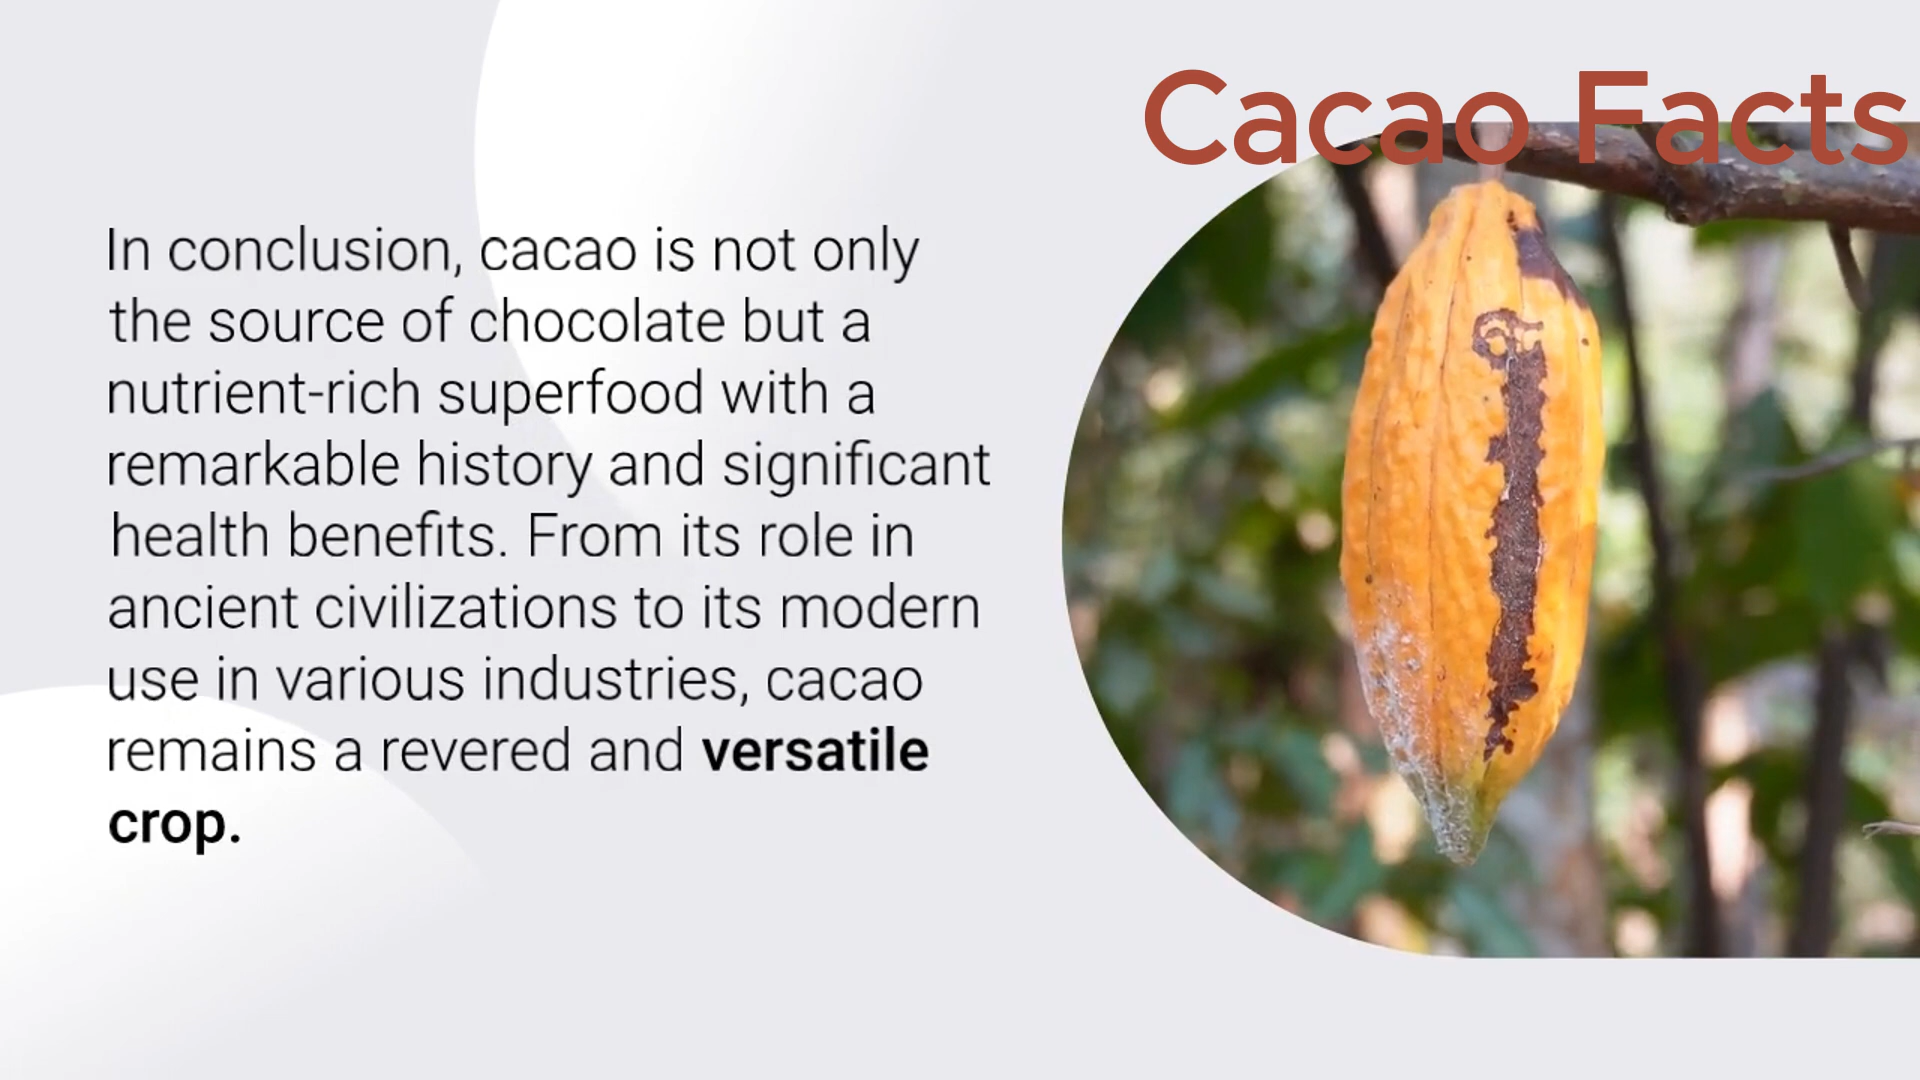 Cacao Facts
In conclusion, cacao is not only
the source of chocolate but a
nutrient-rich superfood with a
remarkable history and significant
health benefits. From its role in
ancient civilizations to its modern
use in various industries, cacao
remains a revered and versatile
crop.